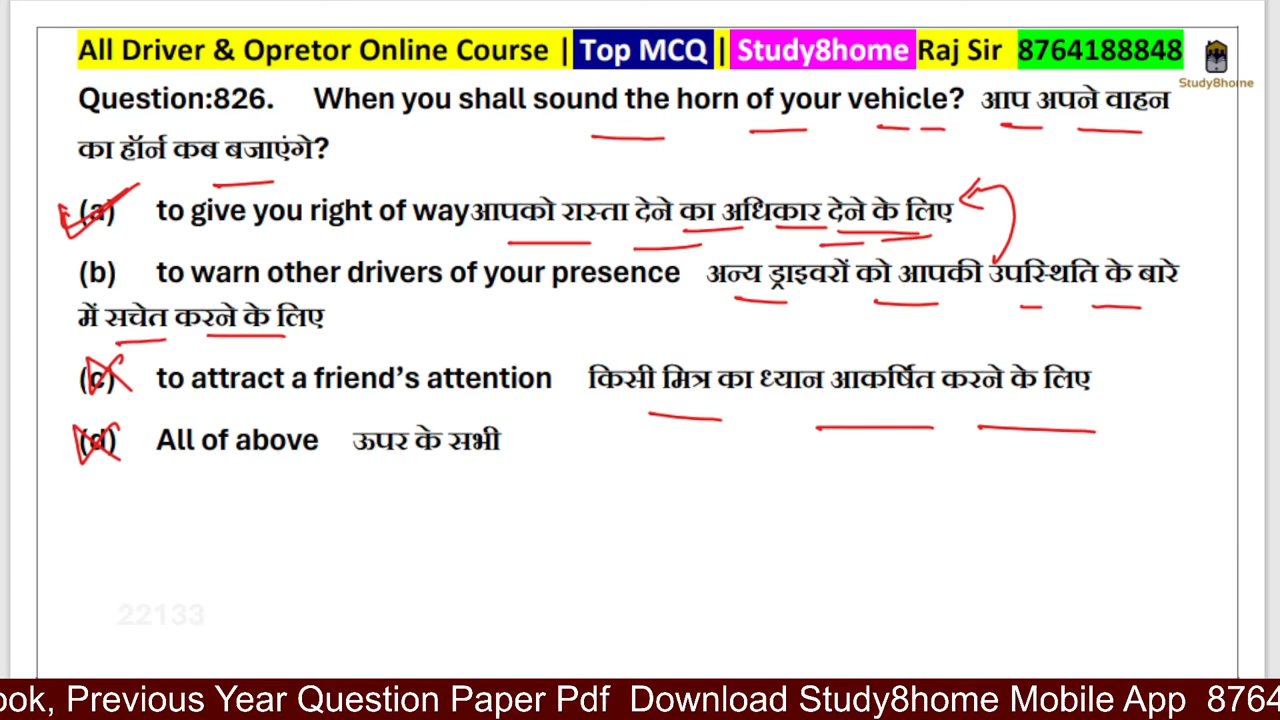 All Driver & Opretor Online Course | Top MCQ | Study8home Raj Sir 8764188848
Study8home
Question:826. When you shall sound the horn of your vehicle? आप अपने वाहन
का हॉर्न कब बजाएंगे?
(a) to give you right of wayआपको रास्ता देने का अधिकार देने के लिए
(b) to warn other drivers of your presence अन्य ड्राइवरों को आपकी उपस्थिति के बारे
में सचेत करने के लिए
(c) to attract a friend's attention किसी मित्र का ध्यान आकर्षित करने के लिए
(d) All of above ऊपर के सभी
22133
ook, Previous Year Question Paper Pdf Download Study8home Mobile App 8764